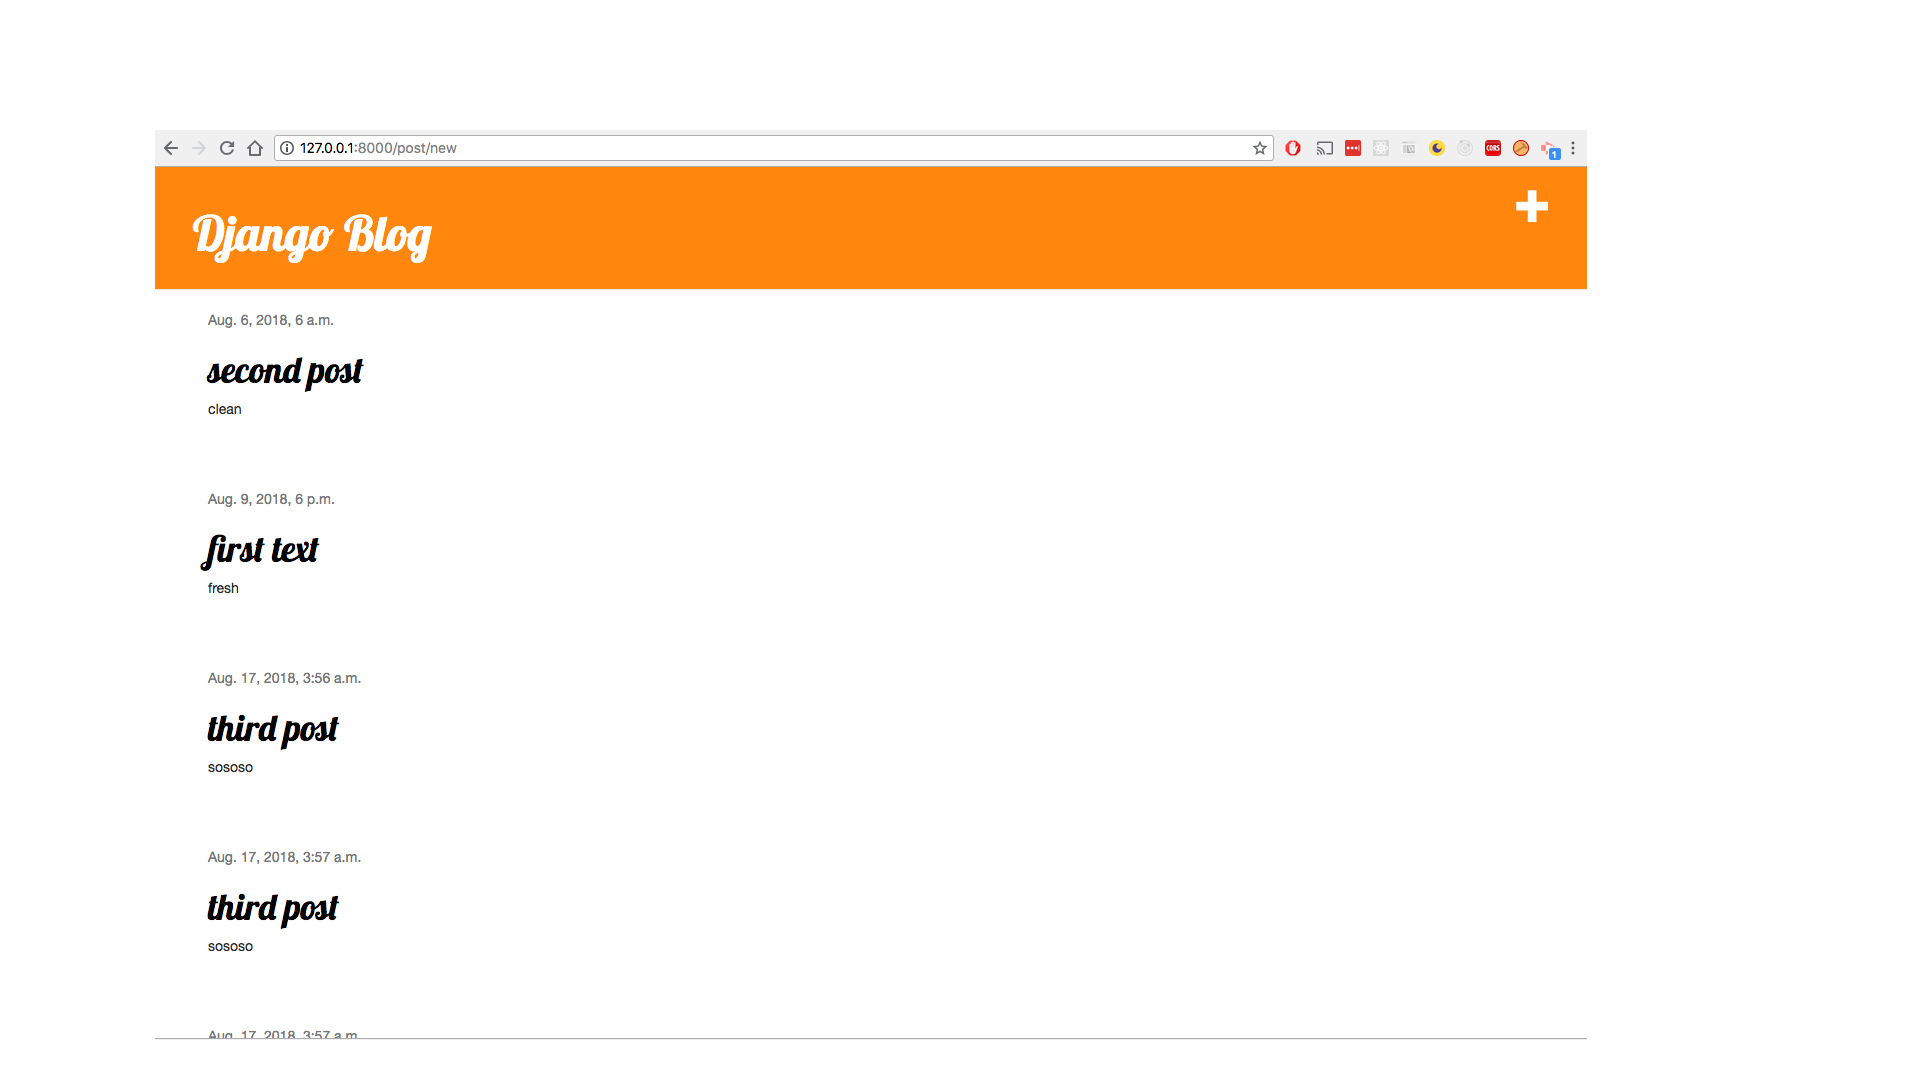 127.0.0.1:8000/post/new
CORS
1
Django Blog
Aug. 6, 2018, 6 a.m.
second post
clean
Aug. 9, 2018, 6 p.m.
first text
fresh
Aug. 17, 2018, 3:56 a.m.
third post
sososo
Aug. 17, 2018, 3:57 a.m.
third post
sososo
Aug. 17, 2018, 3:57 a.m.